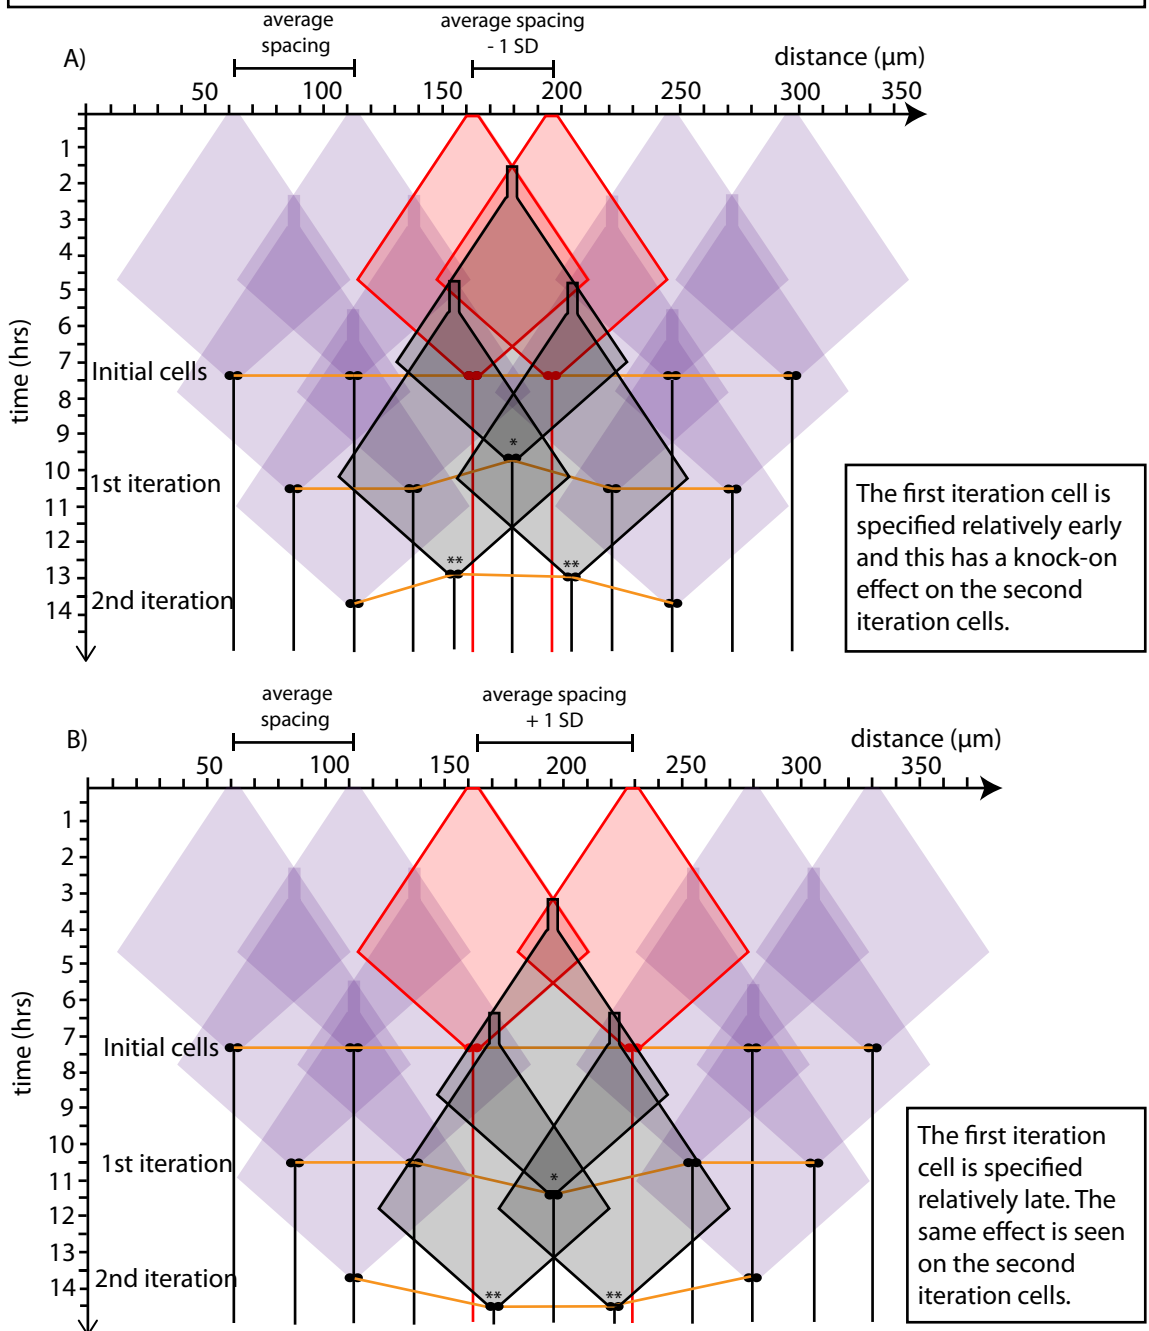 average
spacing
average spacing
- 1 SD
A)
distance (µm)
50 100 150 200 250 300 350
1
2
3
4
5
6
7
8
9
10
11
12
13
14
time (hrs)
Initial cells
1st iteration
2nd iteration
*
**
**
The first iteration cell is
specified relatively early
and this has a knock-on
effect on the second
iteration cells.
average
spacing
average spacing
+ 1 SD
B)
distance (µm)
50 100 150 200 250 300 350
1
2
3
4
5
6
7
8
9
10
11
12
13
14
time (hrs)
Initial cells
1st iteration
2nd iteration
*
**
**
The first iteration
cell is specified
relatively late. The
same effect is seen
on the second
iteration cells.